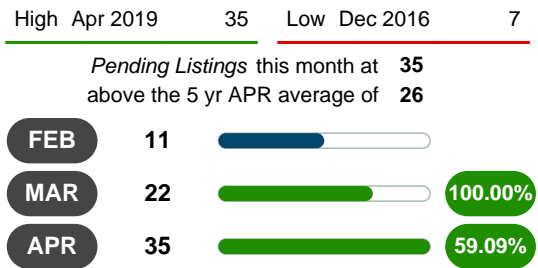 High Apr 2019 35 Low Dec 2016 7
Pending Listings this month at 35
above the 5 yr APR average of 26
FEB 11
MAR 22 100.00%
APR 35 59.09%